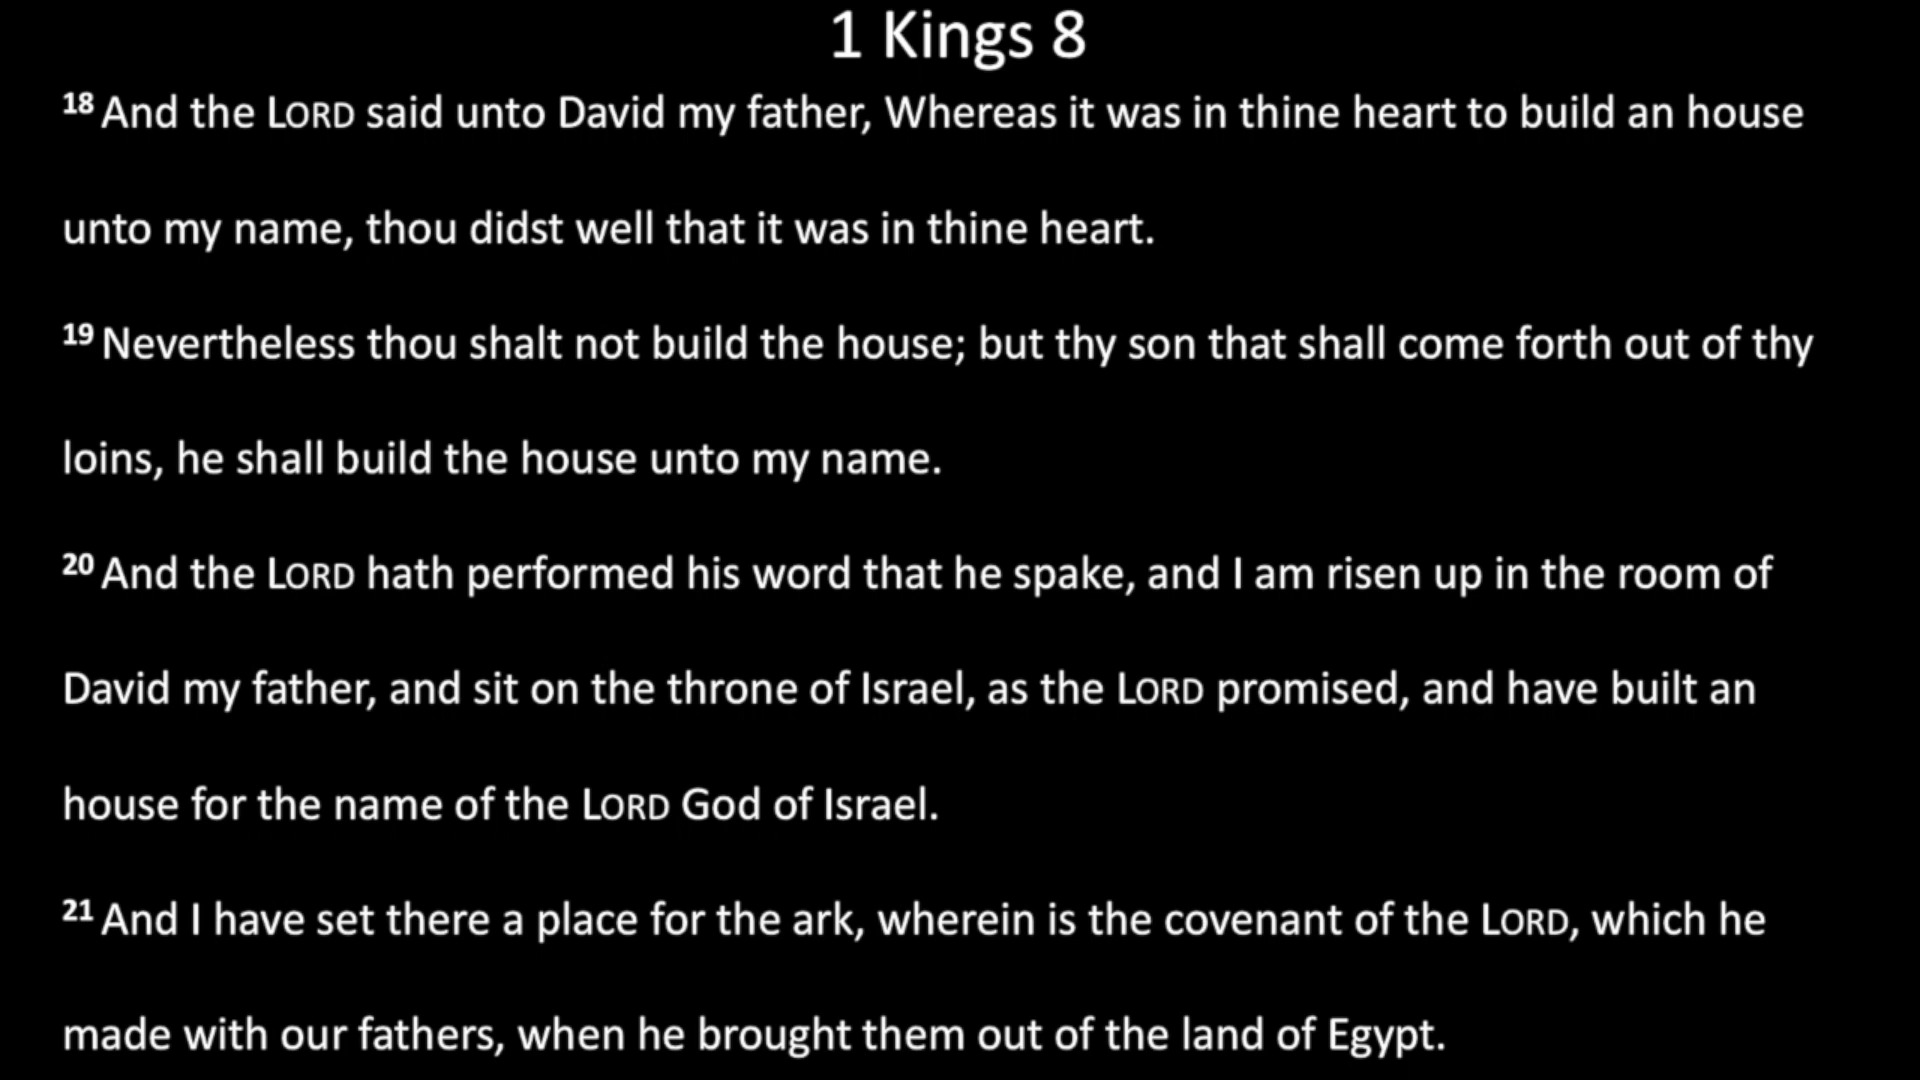 1 Kings 8
18 And the LORD said unto David my father, Whereas it was in thine heart to build an house
unto my name, thou didst well that it was in thine heart.
19 Nevertheless thou shalt not build the house; but thy son that shall come forth out of thy
loins, he shall build the house unto my name.
20 And the LORD hath performed his word that he spake, and I am risen up in the room of
David my father, and sit on the throne of Israel, as the LORD promised, and have built an
house for the name of the LORD God of Israel.
21 And I have set there a place for the ark, wherein is the covenant of the LORD, which he
made with our fathers, when he brought them out of the land of Egypt.